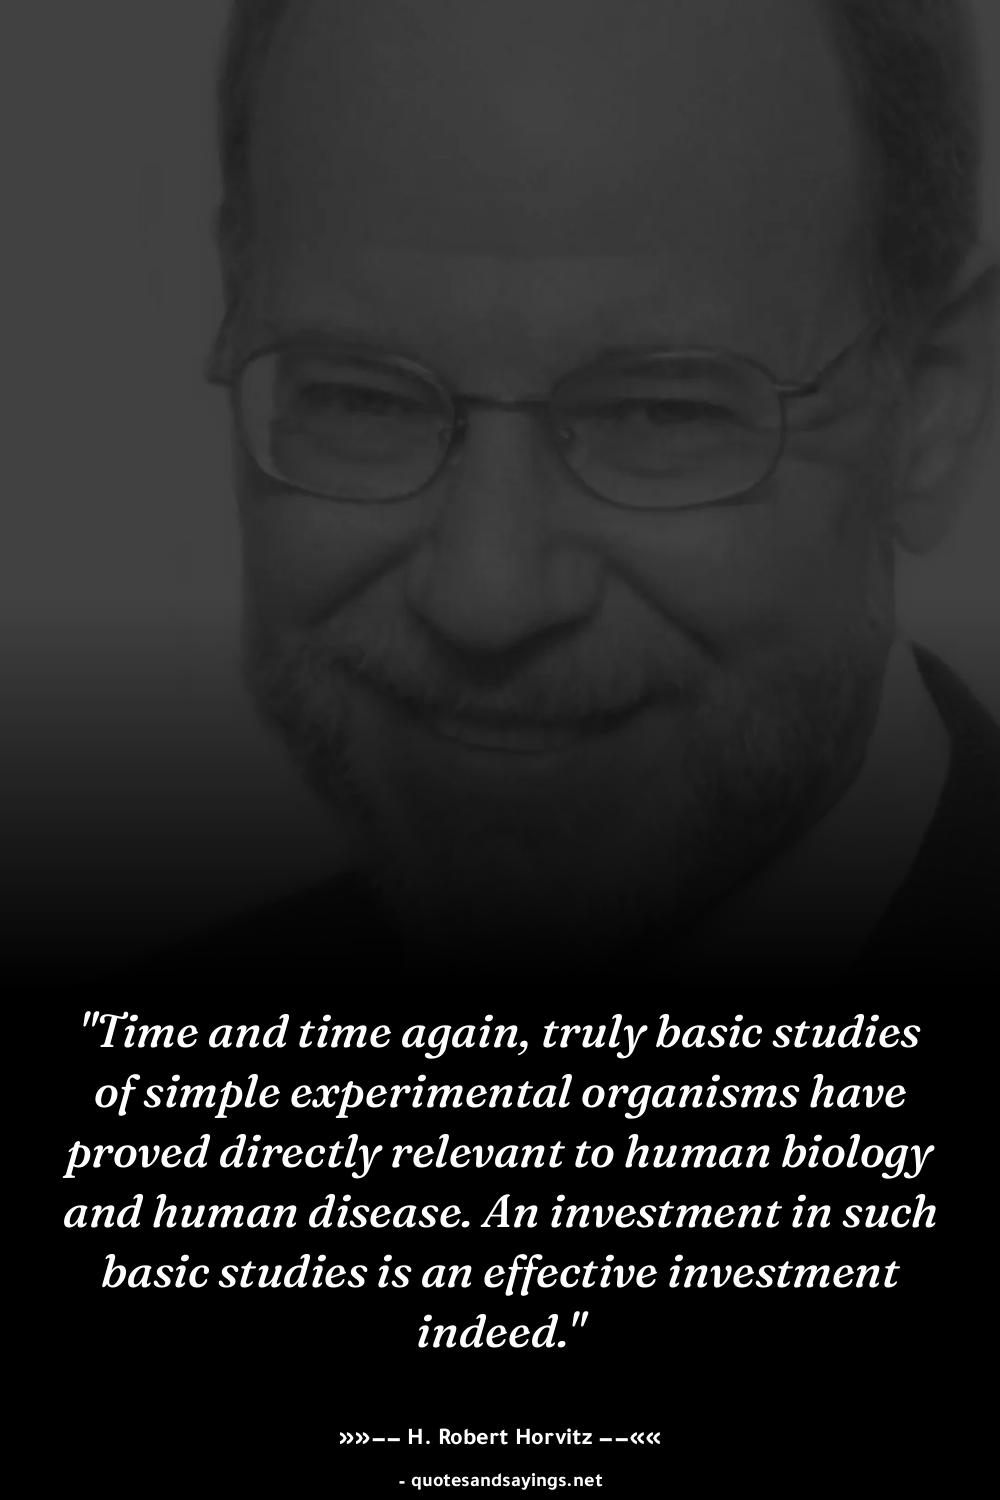 "Time and time again, truly basic studies
of simple experimental organisms have
proved directly relevant to human biology
and human disease. An investment in such
basic studies is an effective investment
indeed."
»»–– H. Robert Horvitz ––««
- quotesandsayings.net